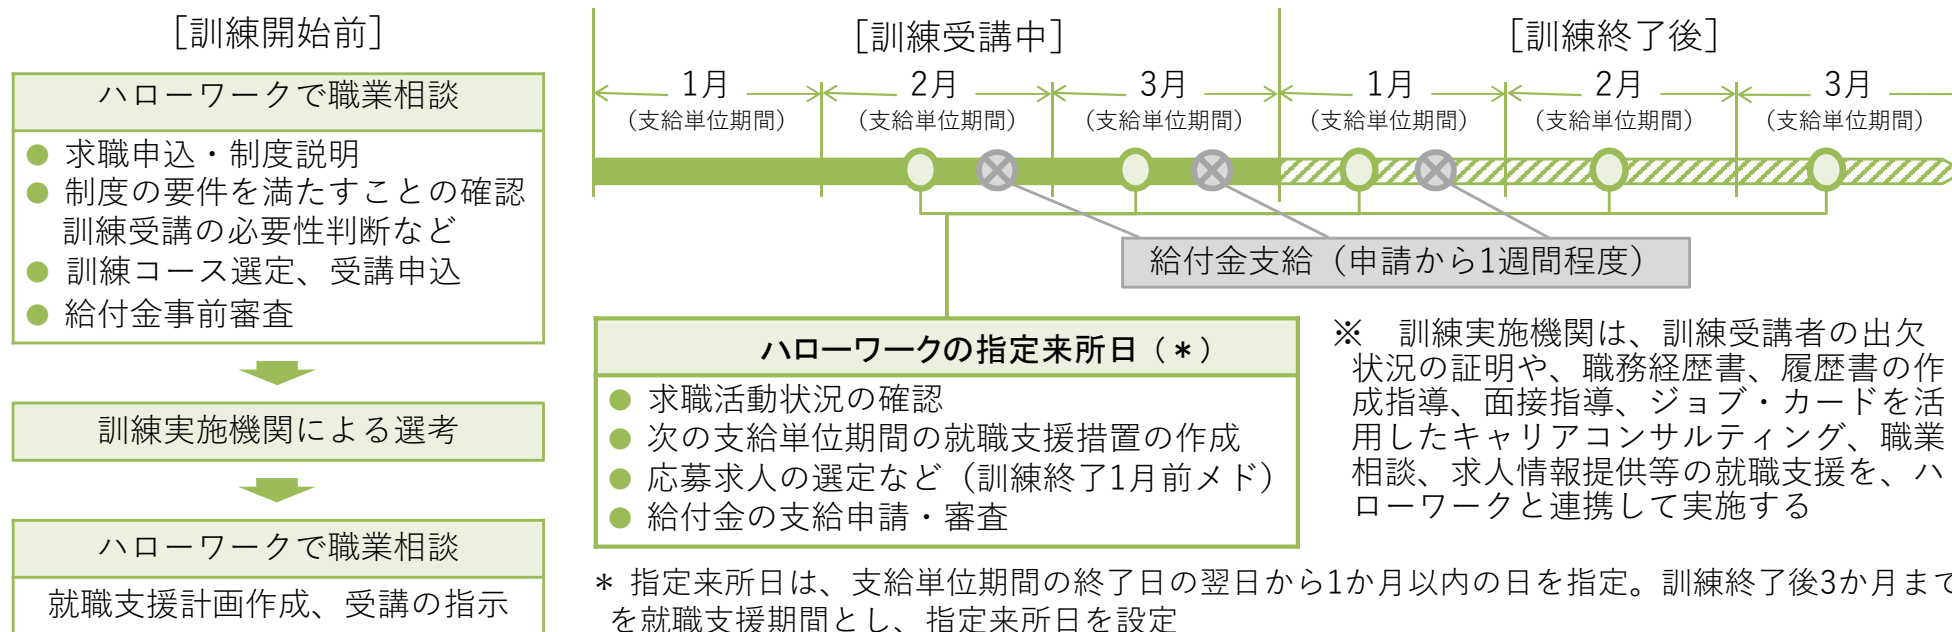 [訓練開始前]
ハローワークで職業相談
● 求職申込・制度説明
● 制度の要件を満たすことの確認
訓練受講の必要性判断など
● 訓練コース選定、受講申込
● 給付金事前審査
訓練実施機関による選考
ハローワークで職業相談
就職支援計画作成、受講の指示
[訓練受講中]
[訓練終了後]
1月
2月
3月
1月
2月
3月
(支給単位期間)
(支給単位期間)
(支給単位期間)
(支給単位期間)
(支給単位期間)
(支給単位期間)
給付金支給（申請から1週間程度）
ハローワークの指定来所日（*）
● 求職活動状況の確認
● 次の支給単位期間の就職支援措置の作成
● 応募求人の選定など（訓練終了1月前メド）
● 給付金の支給申請・審査
※　訓練実施機関は、訓練受講者の出欠
状況の証明や、職務経歴書、履歴書の作
成指導、面接指導、ジョブ・カードを活
用したキャリアコンサルティング、職業
相談、求人情報提供等の就職支援を、ハ
ローワークと連携して実施する
* 指定来所日は、支給単位期間の終了日の翌日から1か月以内の日を指定。訓練終了後3か月まで
を就職支援期間とし、指定来所日を設定